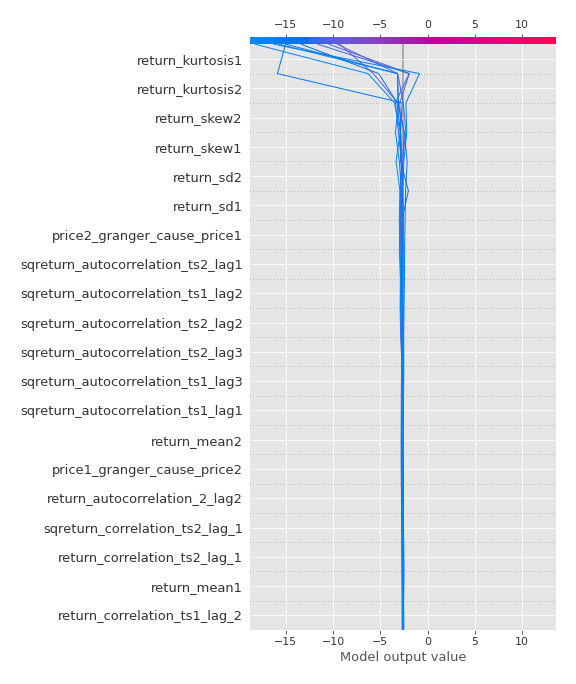 −15 −10 −5 0 5 10
return_kurtosis1
return_kurtosis2
return_skew2
return_skew1
return_sd2
return_sd1
price2_granger_cause_price1
sqreturn_autocorrelation_ts2_lag1
sqreturn_autocorrelation_ts1_lag2
sqreturn_autocorrelation_ts2_lag2
sqreturn_autocorrelation_ts2_lag3
sqreturn_autocorrelation_ts1_lag3
sqreturn_autocorrelation_ts1_lag1
return_mean2
price1_granger_cause_price2
return_autocorrelation_2_lag2
sqreturn_correlation_ts2_lag_1
return_correlation_ts2_lag_1
return_mean1
return_correlation_ts1_lag_2
−15 −10 −5 0 5 10
Model output value